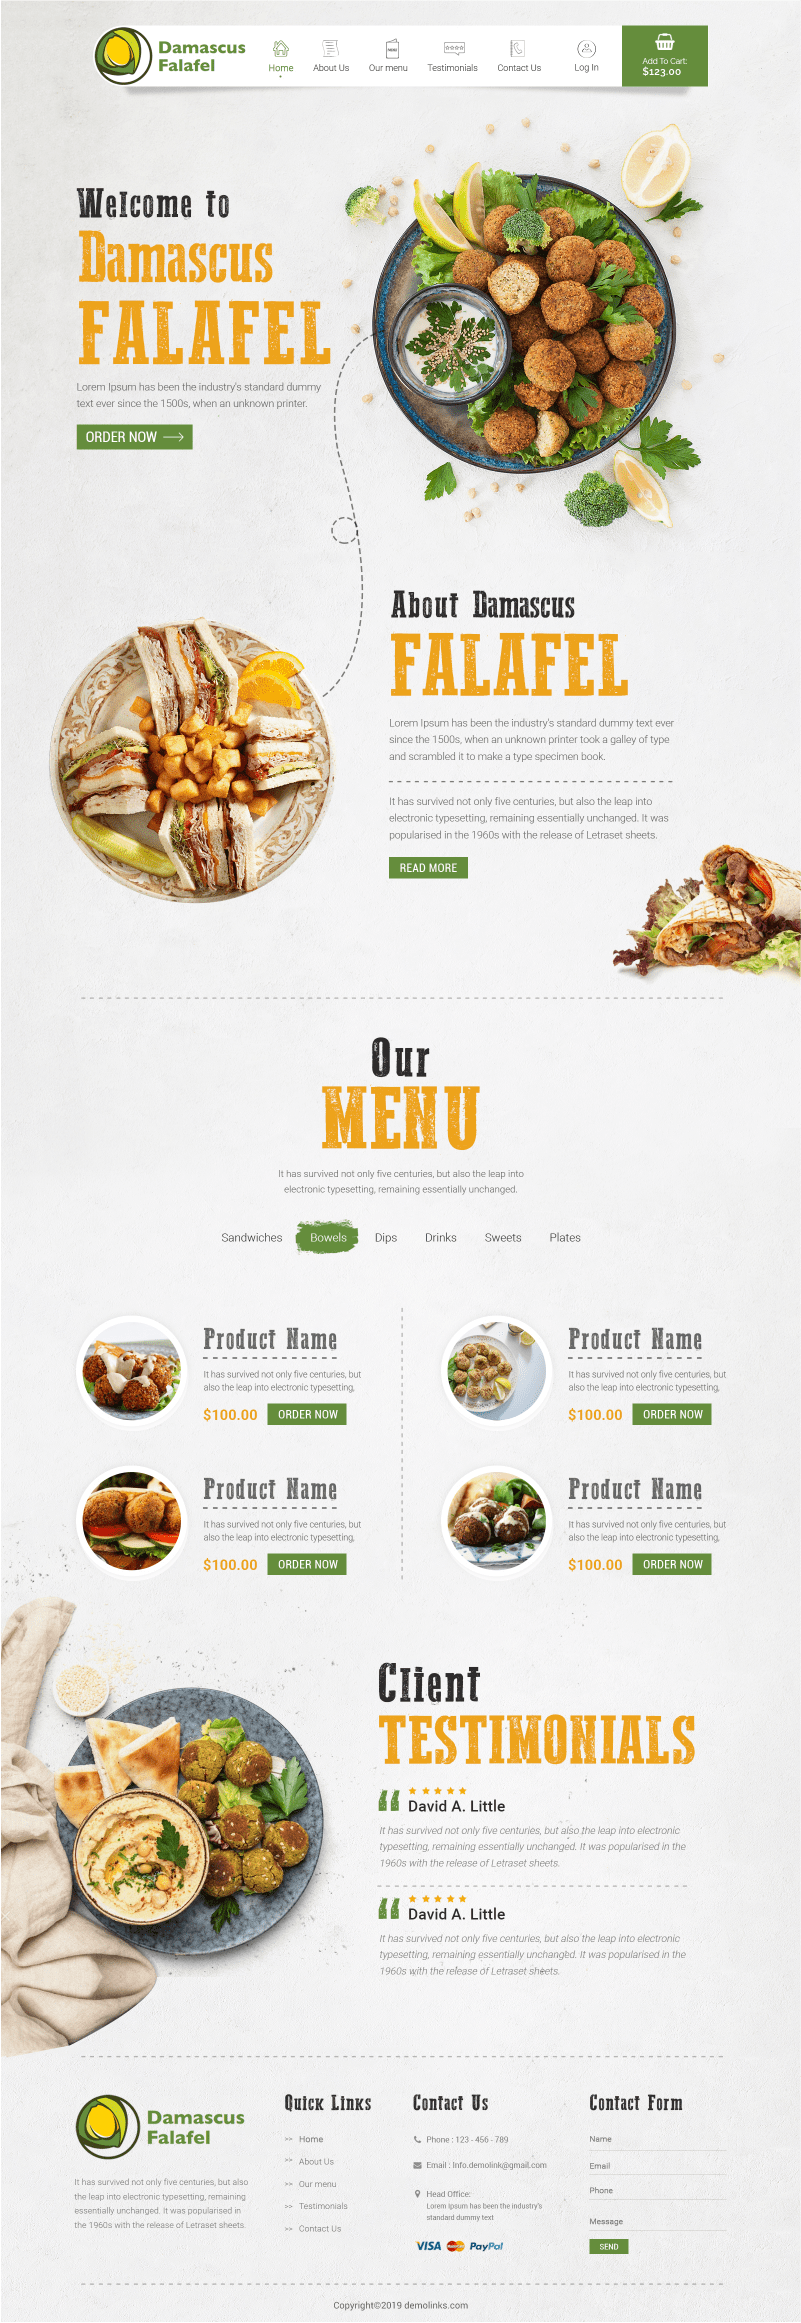 Damascus
Falafel
Home
About Us
Our menu
Testimonials
Contact Us
Log In
Add To Cart:
$123.00
Welcome to
Damascus
FALAFEL
Lorem Ipsum has been the industry's standard dummy
text ever since the 1500s, when an unknown printer.
ORDER NOW
About Damascus
FALAFEL
Lorem Ipsum has been the industry's standard dummy text ever
since the 1500s, when an unknown printer took a galley of type
and scrambled it to make a type specimen book.
It has survived not only five centuries, but also the leap into
electronic typesetting, remaining essentially unchanged. It was
popularised in the 1960s with the release of Letraset sheets.
READ MORE
Our
MENU
It has survived not only five centuries, but also the leap into
electronic typesetting, remaining essentially unchanged.
Sandwiches
Bowels
Dips
Drinks
Sweets
Plates
Product Name
It has survived not only five centuries, but
also the leap into electronic typesetting,
$100.00
ORDER NOW
Product Name
It has survived not only five centuries, but
also the leap into electronic typesetting,
$100.00
ORDER NOW
Product Name
It has survived not only five centuries, but
also the leap into electronic typesetting,
$100.00
ORDER NOW
Product Name
It has survived not only five centuries, but
also the leap into electronic typesetting,
$100.00
ORDER NOW
Client
TESTIMONIALS
David A. Little
It has survived not only five centuries, but also the leap into electronic
typesetting, remaining essentially unchanged. It was popularised in the
1960s with the release of Letraset sheets.
David A. Little
It has survived not only five centuries, but also the leap into electronic
typesetting, remaining essentially unchanged. It was popularised in the
1960s with the release of Letraset sheets.
Damascus
Falafel
It has survived not only five centuries, but also
the leap into electronic typesetting, remaining
essentially unchanged. It was popularised in
the 1960s with the release of Letraset sheets.
Quick Links
>> Home
>> About Us
>> Our menu
>> Testimonials
>> Contact Us
Contact Us
Phone : 123 - 456 - 789
Email : Info.demolink@gmail.com
Head Office:
Lorem Ipsum has been the industry's
standard dummy text
VISA
MasterCard
PayPal
Contact Form
Name
Email
Phone
Message
SEND
Copyright©2019 demolinks.com